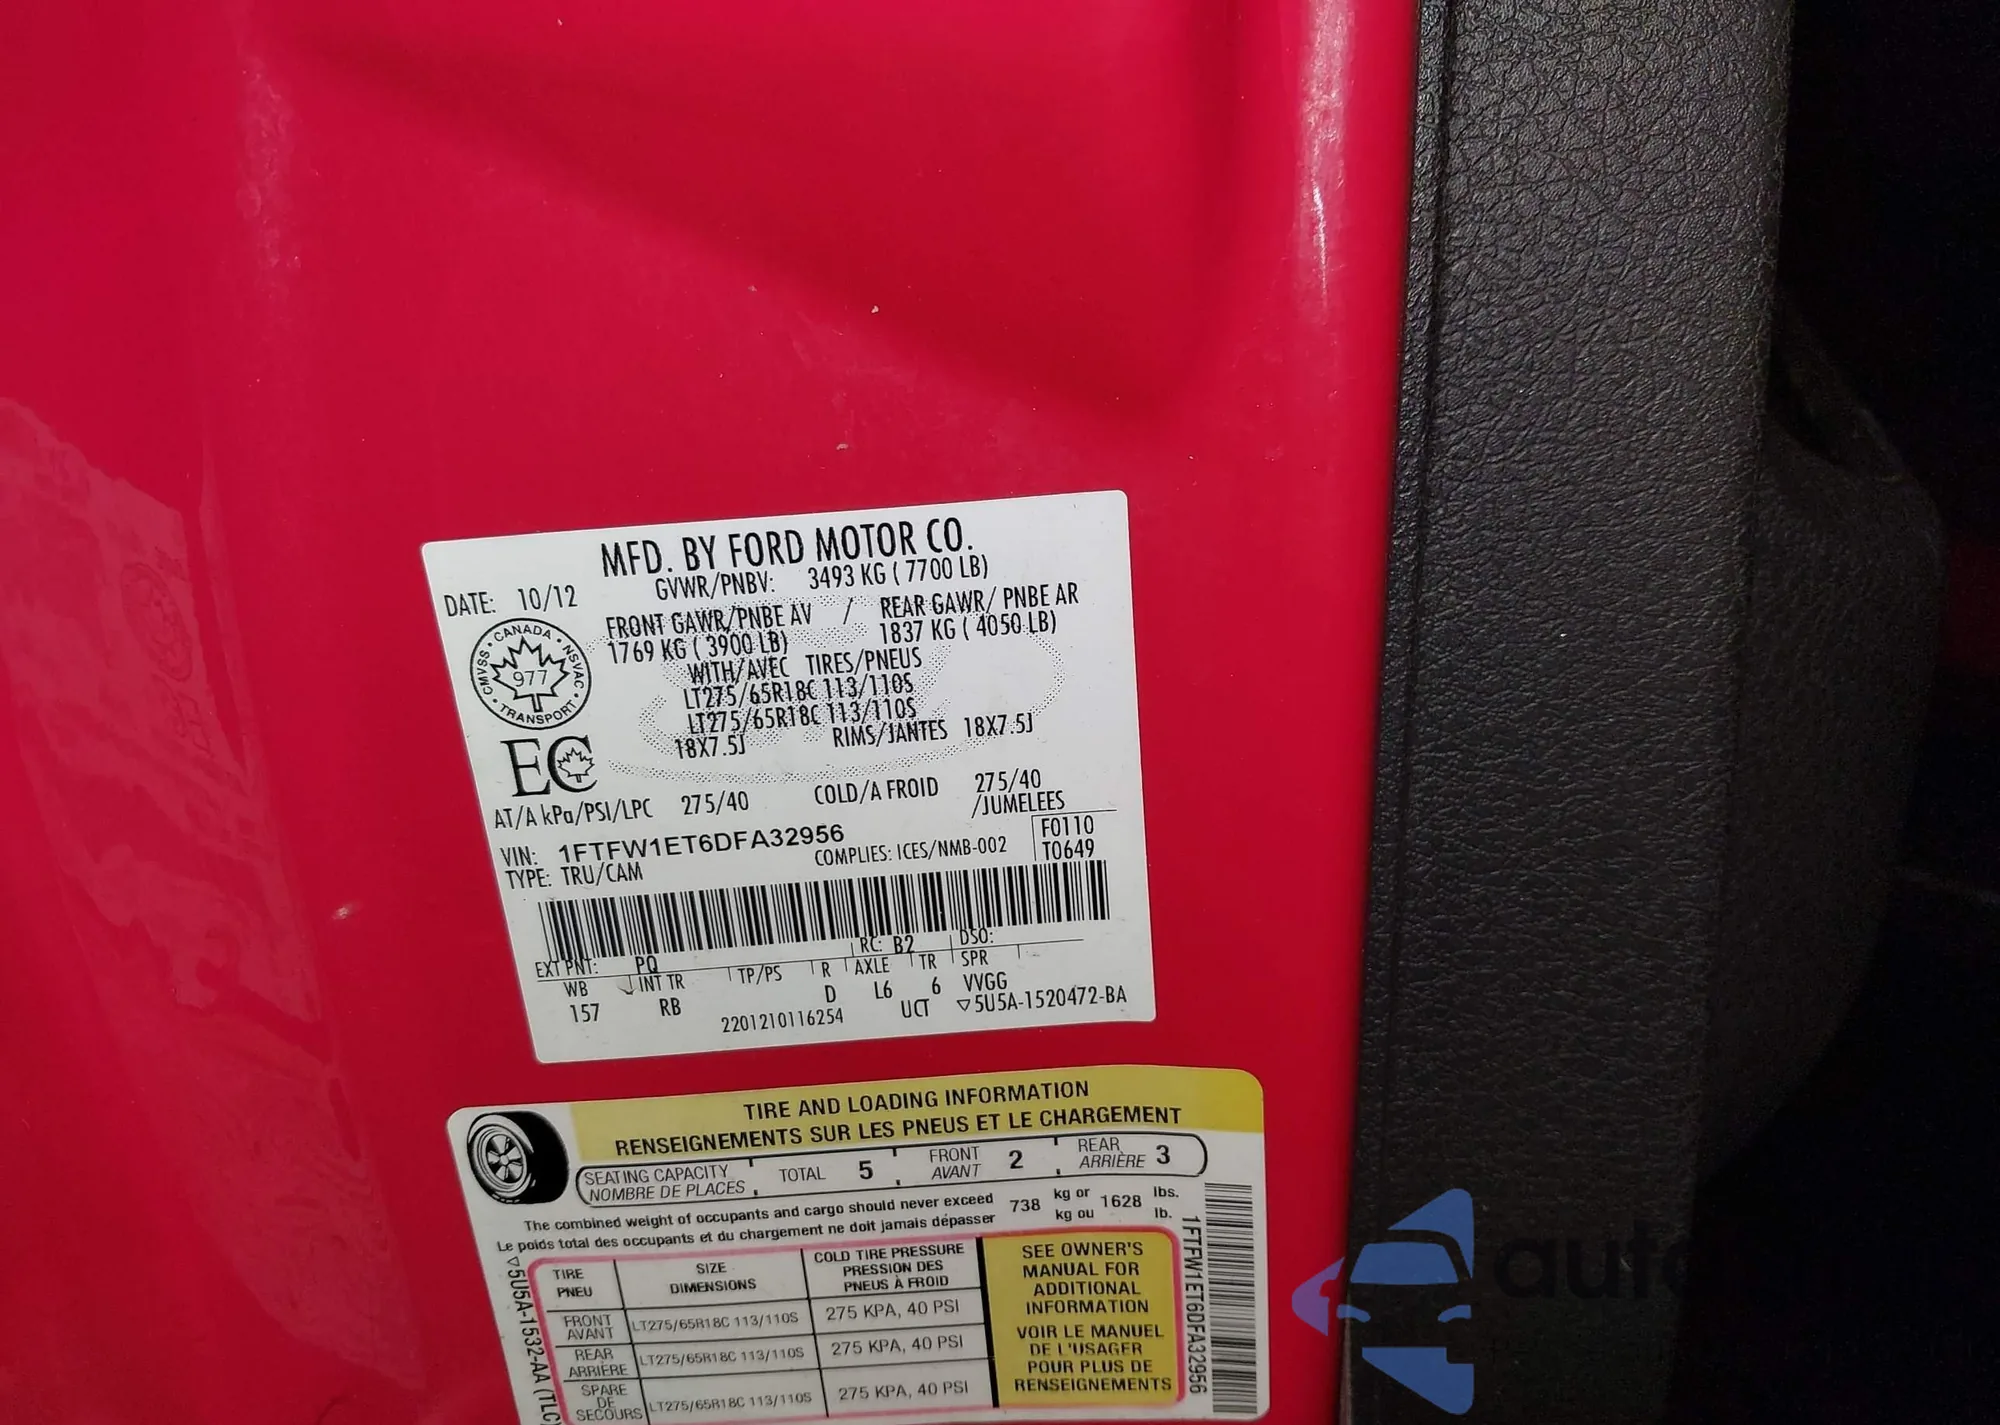 MFD. BY FORD MOTOR CO.
DATE: 10/12
GVWR/PNBV: 3493 KG ( 7700 LB)
FRONT GAWR/PNBE AV / REAR GAWR/ PNBE AR
1769 KG ( 3900 LB) 1837 KG ( 4050 LB)
WITH/AVEC TIRES/PNEUS
LT275/65R18C 113/110S
LT275/65R18C 113/110S
18X7.5J RIMS/JANTES 18X7.5J
CANADA · NSVAC · TRANSPORT · CMVSS ·
977
EC
AT/A kPa/PSI/LPC 275/40 COLD/A FROID 275/40
/JUMELEES
VIN: 1FTFW1ET6DFA32956
F0110
TYPE: TRU/CAM COMPLIES: ICES/NMB-002 T0649
EXT PNT: PQ RC: B2 DSO:
WB INT TR TP/PS R AXLE TR SPR
157 RB D L6 6 VVGG
2201210116254 UCT ▽5U5A-1520472-BA
TIRE AND LOADING INFORMATION
RENSEIGNEMENTS SUR LES PNEUS ET LE CHARGEMENT
SEATING CAPACITY
NOMBRE DE PLACES
TOTAL 5
FRONT
AVANT 2
REAR
ARRIÈRE 3
The combined weight of occupants and cargo should never exceed 738 kg or 1628 lbs.
Le poids total des occupants et du chargement ne doit jamais dépasser kg ou lb.
TIRE
PNEU
SIZE
DIMENSIONS
COLD TIRE PRESSURE
PRESSION DES
PNEUS À FROID
FRONT
AVANT
LT275/65R18C 113/110S 275 KPA, 40 PSI
REAR
ARRIÈRE
LT275/65R18C 113/110S 275 KPA, 40 PSI
SPARE
DE
SECOURS
LT275/65R18C 113/110S 275 KPA, 40 PSI
SEE OWNER'S
MANUAL FOR
ADDITIONAL
INFORMATION
VOIR LE MANUEL
DE L'USAGER
POUR PLUS DE
RENSEIGNEMENTS
1FTFW1ET6DFA32956
▽5U5A-1532-AA (TLC)